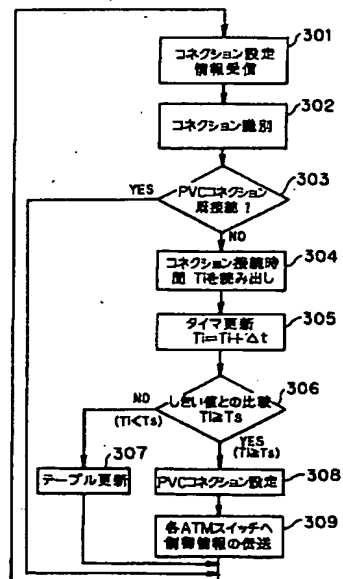 301
コネクション設定
情報受信
302
コネクション識別
303
YES
PVCコネクション
既接続?
NO
304
コネクション接続時
間 Tiを読み出し
305
タイマ更新
Ti=Ti+Δt
306
しきい値との比較
Ti≧Ts
NO
(Ti<Ts)
YES
(Ti≧Ts)
307
テーブル更新
308
PVCコネクション設定
309
各ATMスイッチへ
制御情報の伝送